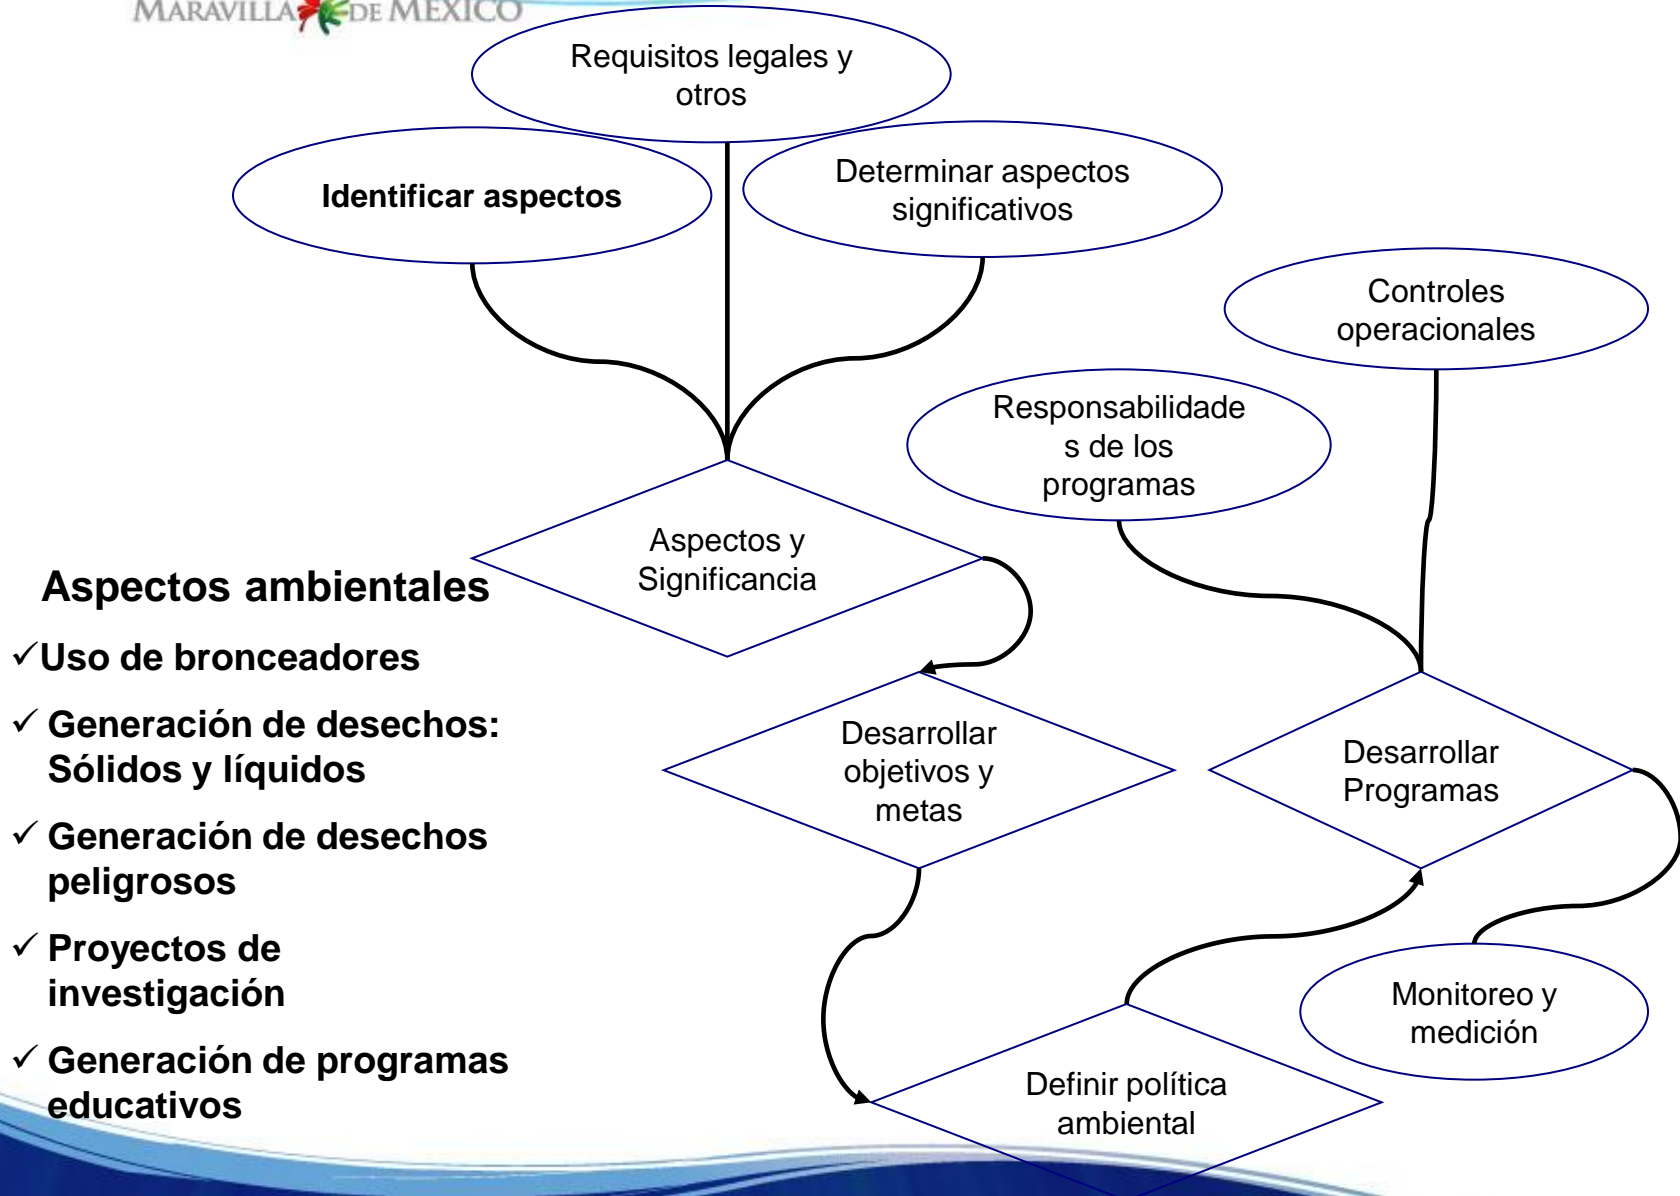 MARAVILLA DE MÉXICO
Requisitos legales y
otros
Identificar aspectos
Determinar aspectos
significativos
Controles
operacionales
Responsabilidade
s de los
programas
Aspectos y
Significancia
Aspectos ambientales
✓Uso de bronceadores
✓ Generación de desechos:
Sólidos y líquidos
✓ Generación de desechos
peligrosos
✓ Proyectos de
investigación
✓ Generación de programas
educativos
Desarrollar
objetivos y
metas
Desarrollar
Programas
Monitoreo y
medición
Definir política
ambiental